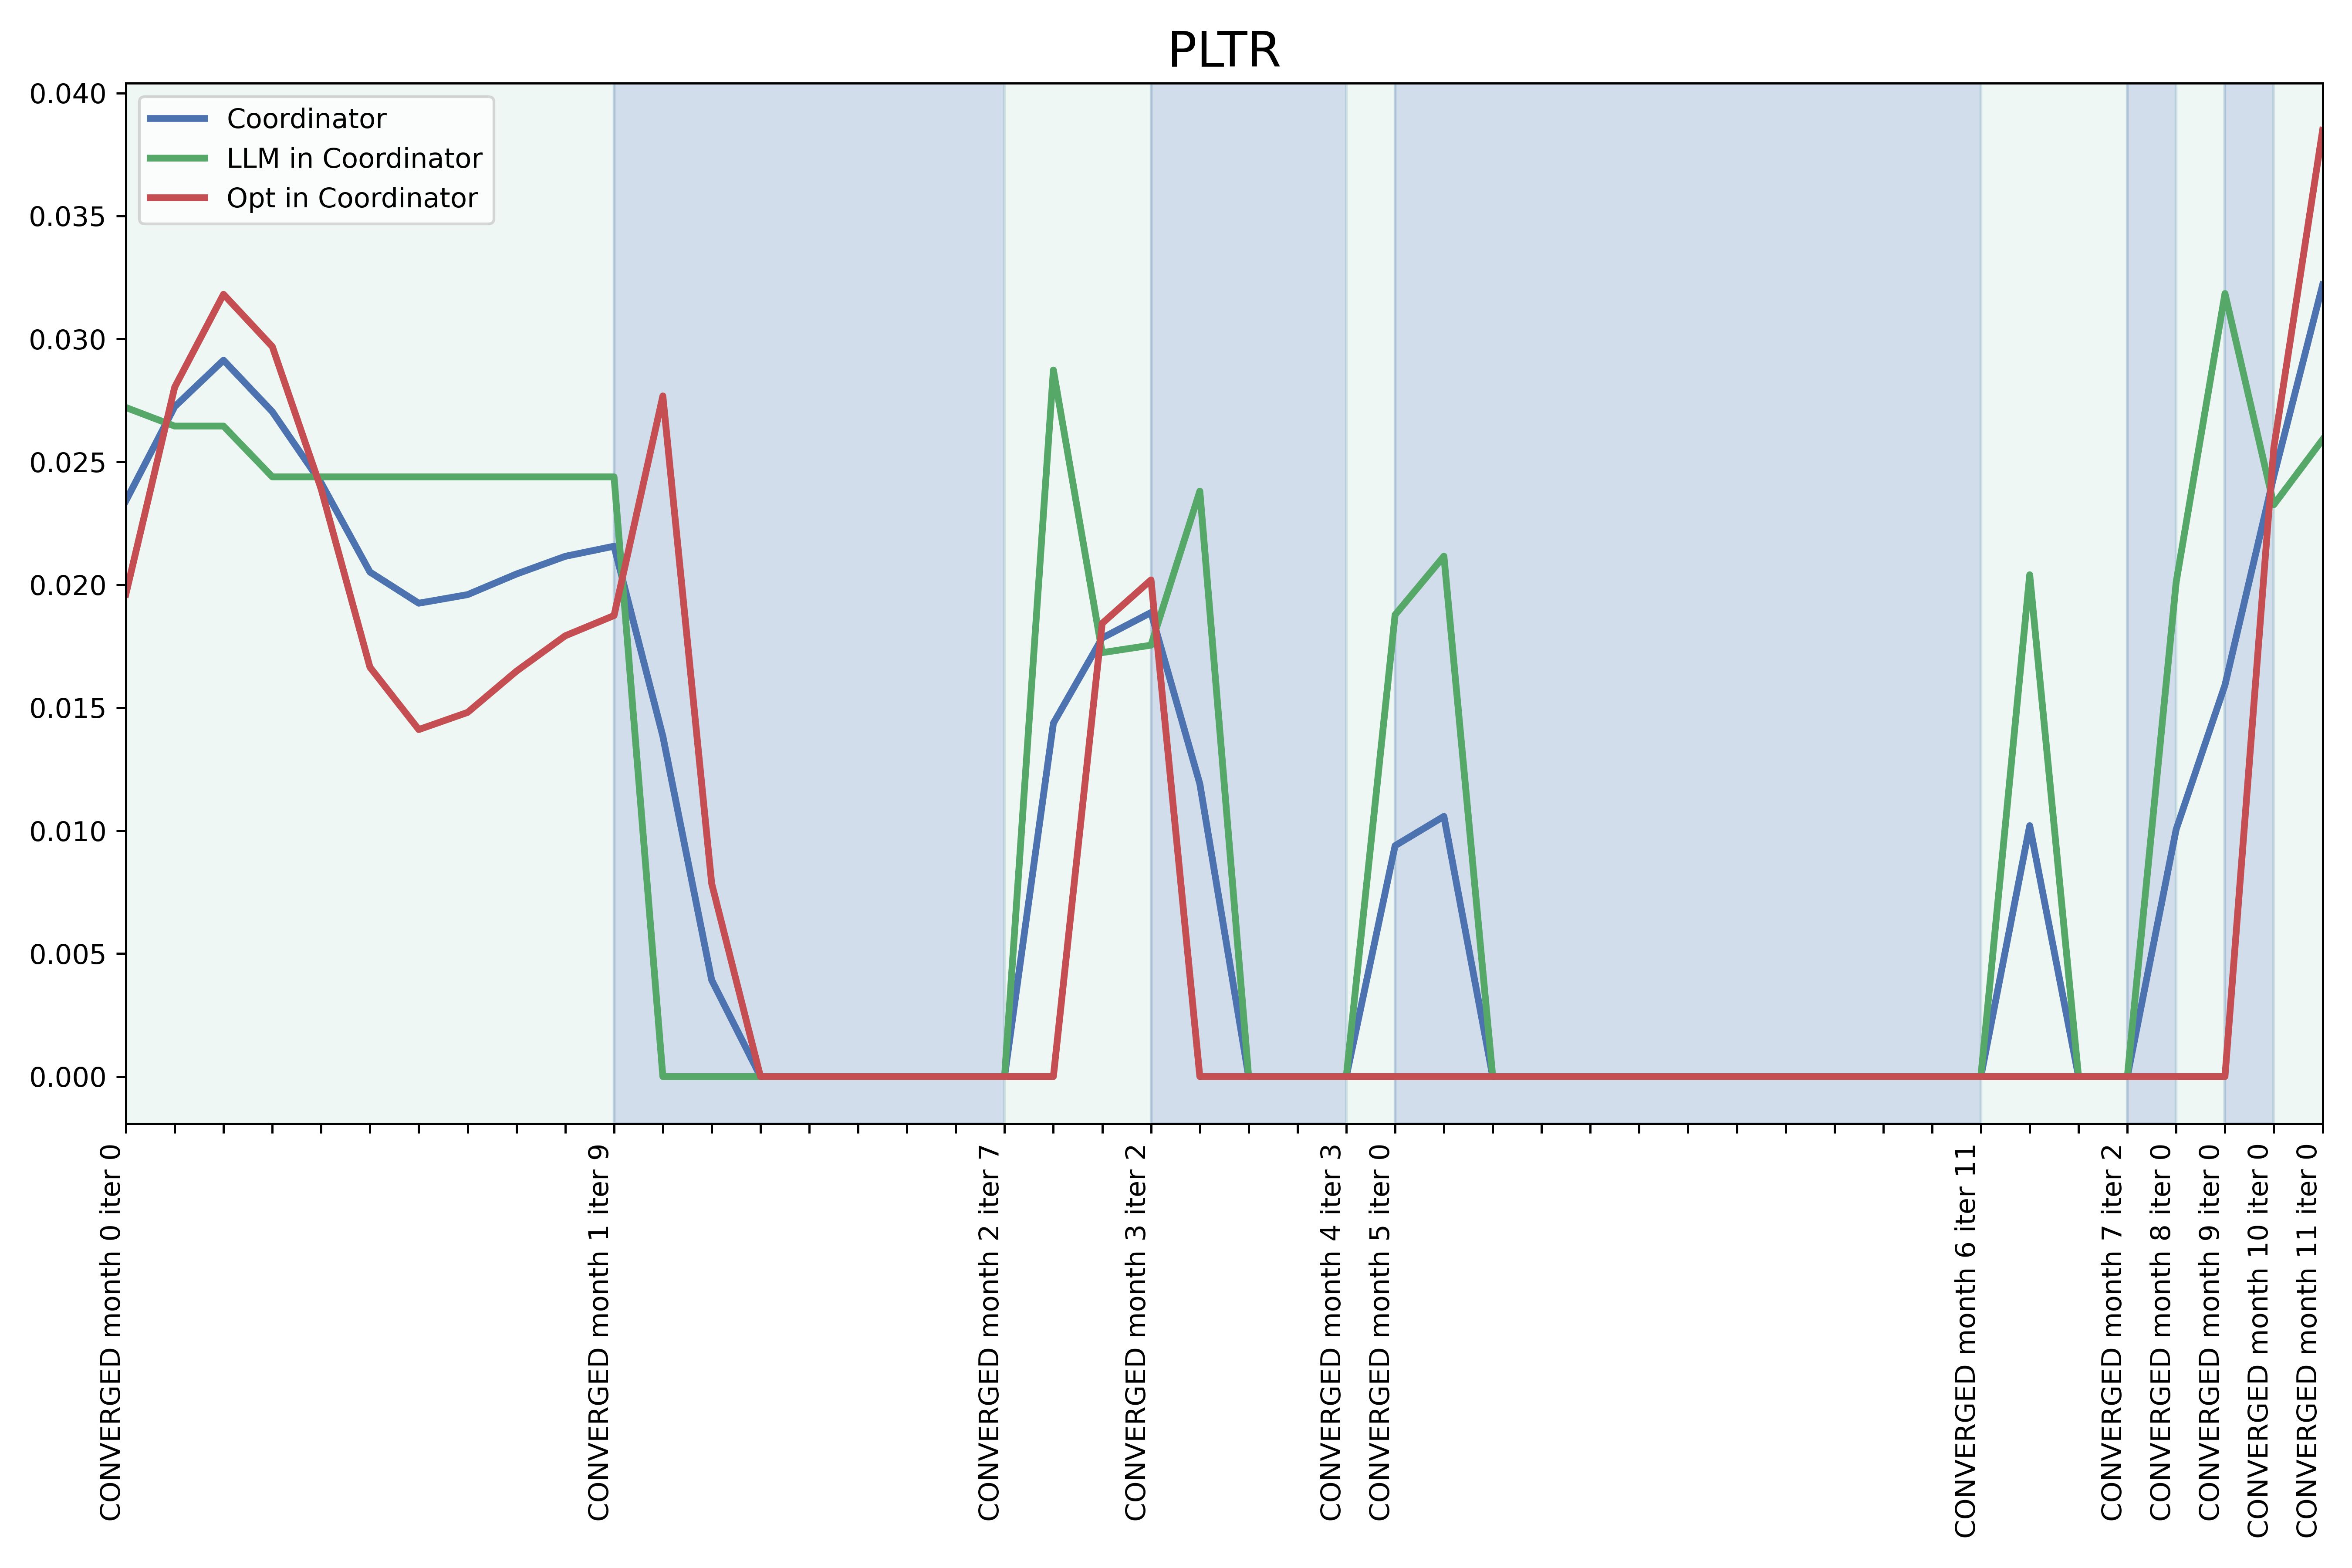 PLTR
0.040
0.035
0.030
0.025
0.020
0.015
0.010
0.005
0.000
Coordinator
LLM in Coordinator
Opt in Coordinator
CONVERGED month 0 iter 0
CONVERGED month 1 iter 9
CONVERGED month 2 iter 7
CONVERGED month 3 iter 2
CONVERGED month 4 iter 3
CONVERGED month 5 iter 0
CONVERGED month 6 iter 11
CONVERGED month 7 iter 2
CONVERGED month 8 iter 0
CONVERGED month 9 iter 0
CONVERGED month 10 iter 0
CONVERGED month 11 iter 0